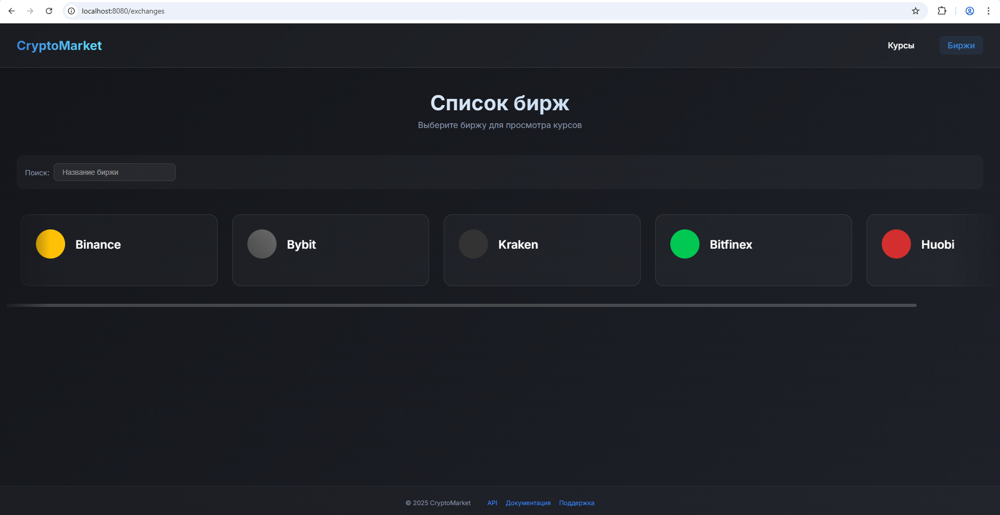 localhost:8080/exchanges
CryptoMarket
Курсы
Биржи
Список бирж
Выберите биржу для просмотра курсов
Поиск:
Название биржи
Binance
Bybit
Kraken
Bitfinex
Huobi
© 2025 CryptoMarket API Документация Поддержка